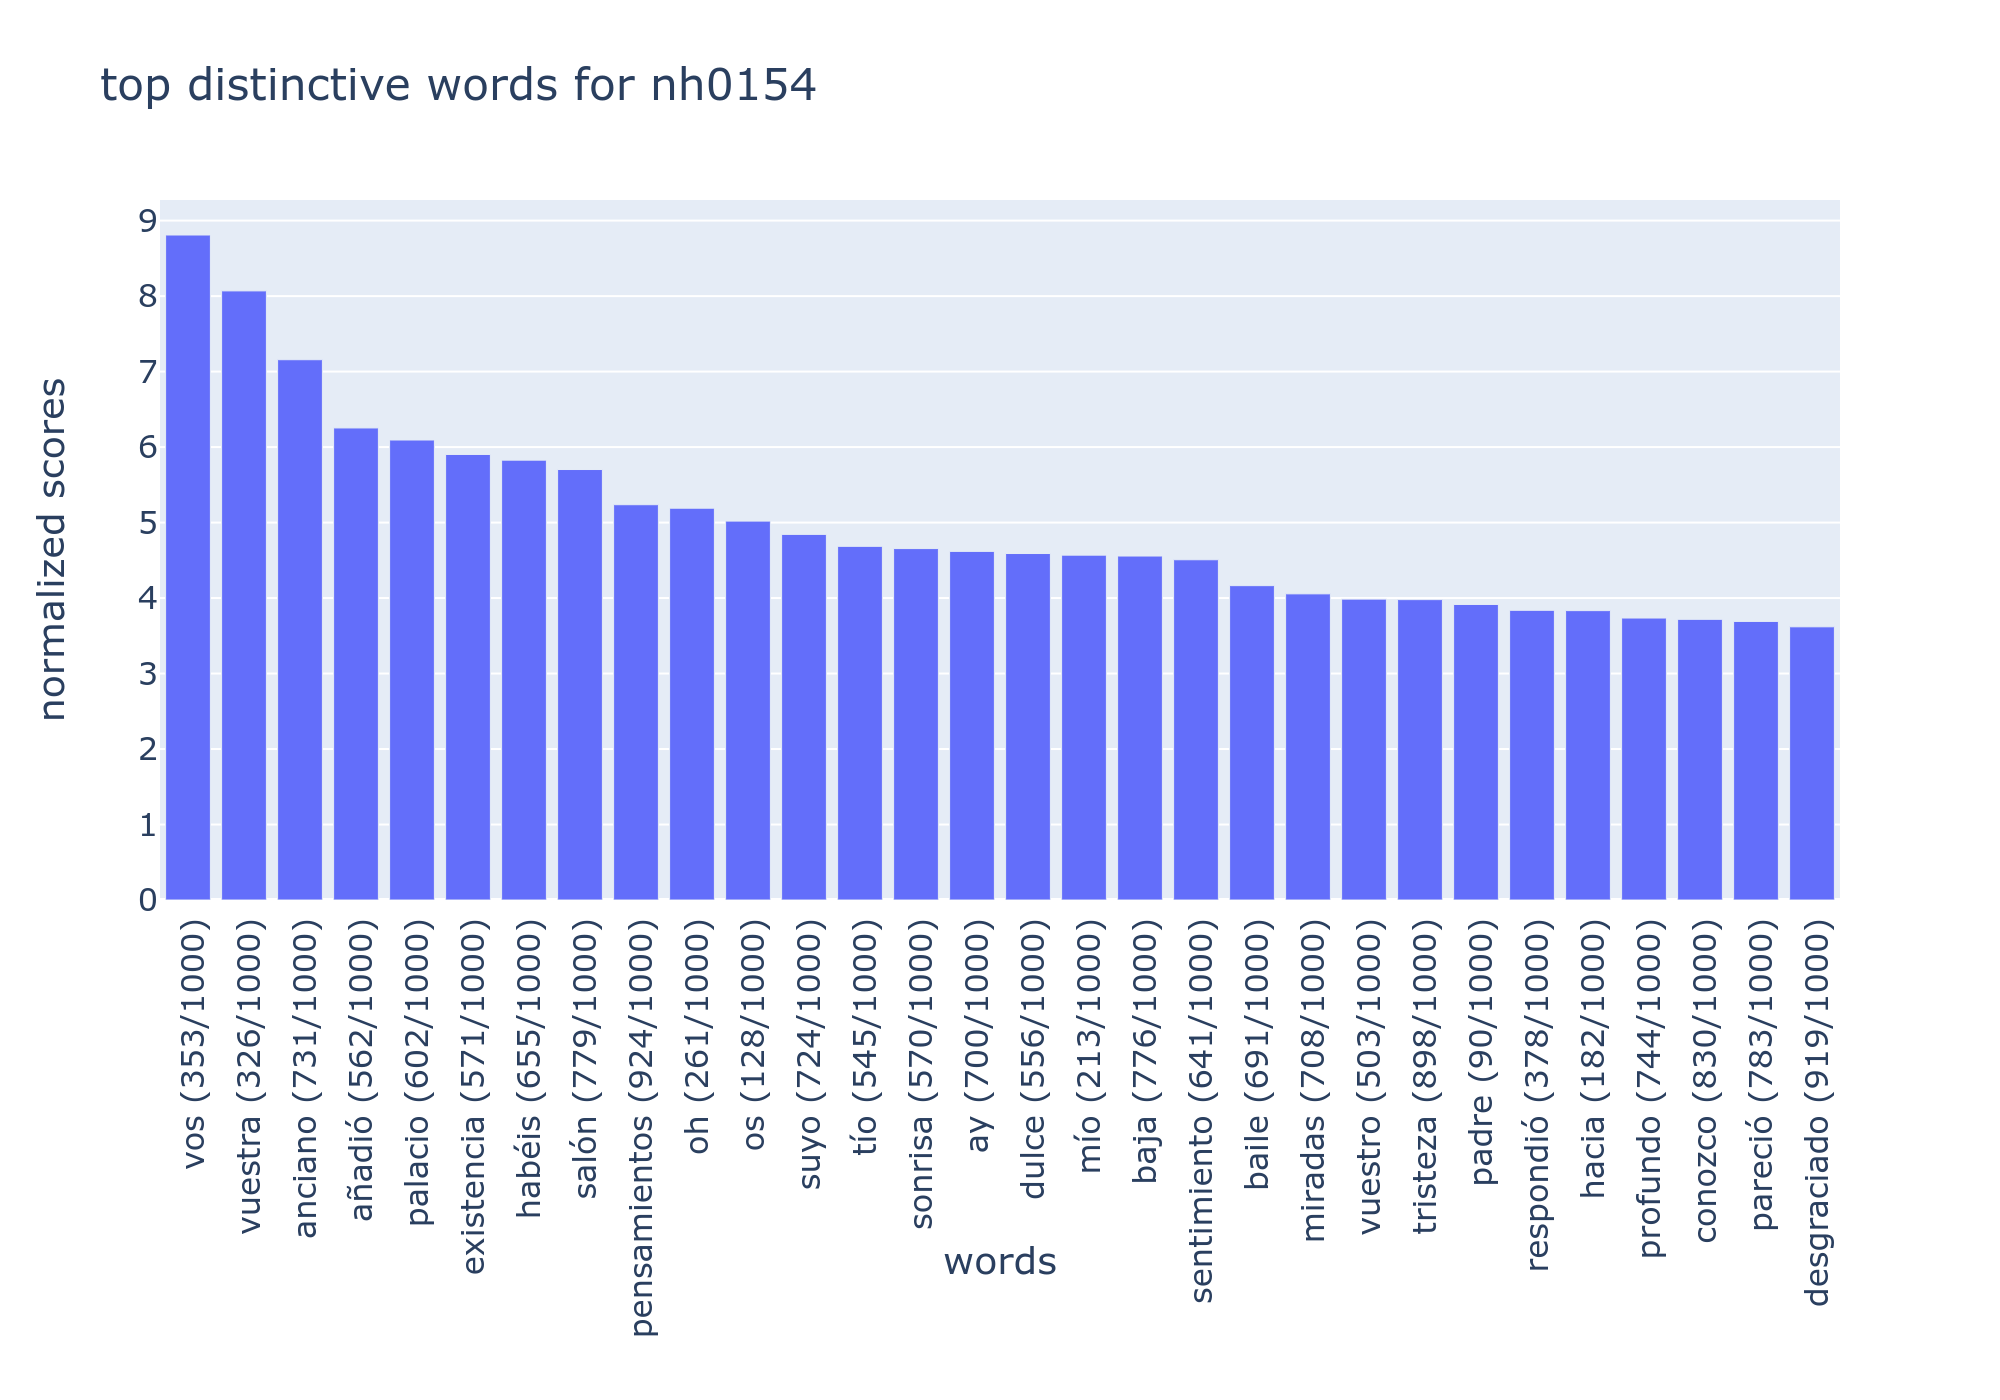 top distinctive words for nh0154
normalized scores
9
8
7
6
5
4
3
2
1
0
vos (353/1000)
vuestra (326/1000)
anciano (731/1000)
añadió (562/1000)
palacio (602/1000)
existencia (571/1000)
habéis (655/1000)
salón (779/1000)
pensamientos (924/1000)
oh (261/1000)
os (128/1000)
suyo (724/1000)
tío (545/1000)
sonrisa (570/1000)
ay (700/1000)
dulce (556/1000)
mío (213/1000)
baja (776/1000)
sentimiento (641/1000)
baile (691/1000)
miradas (708/1000)
vuestro (503/1000)
tristeza (898/1000)
padre (90/1000)
respondió (378/1000)
hacia (182/1000)
profundo (744/1000)
conozco (830/1000)
pareció (783/1000)
desgraciado (919/1000)
words